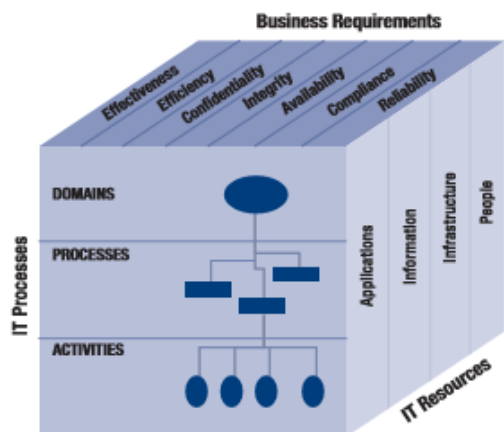 Business Requirements
Effectiveness
Efficiency
Confidentiality
Integrity
Availability
Compliance
Reliability
IT Processes
DOMAINS
PROCESSES
ACTIVITIES
Applications
Information
Infrastructure
People
IT Resources